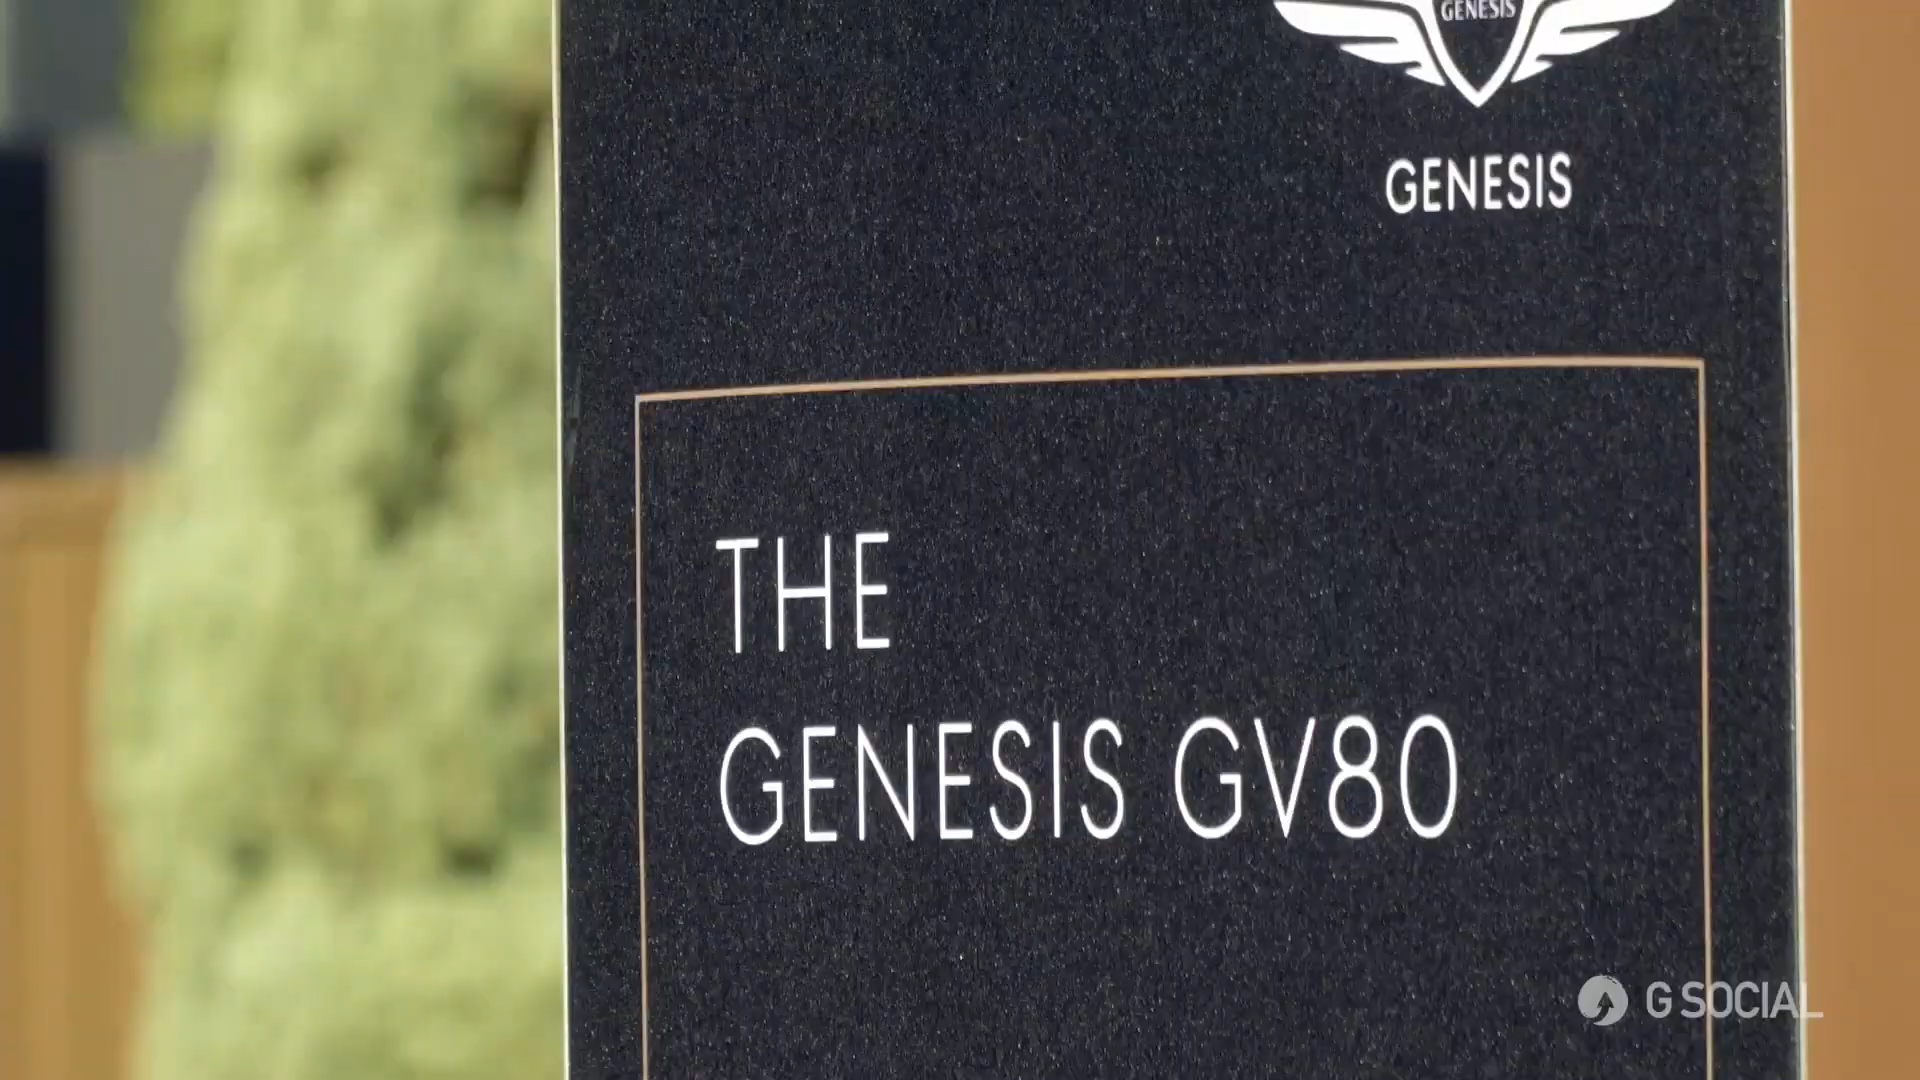 GENESIS
GENESIS
THE
GENESIS GV80
G SOCIAL